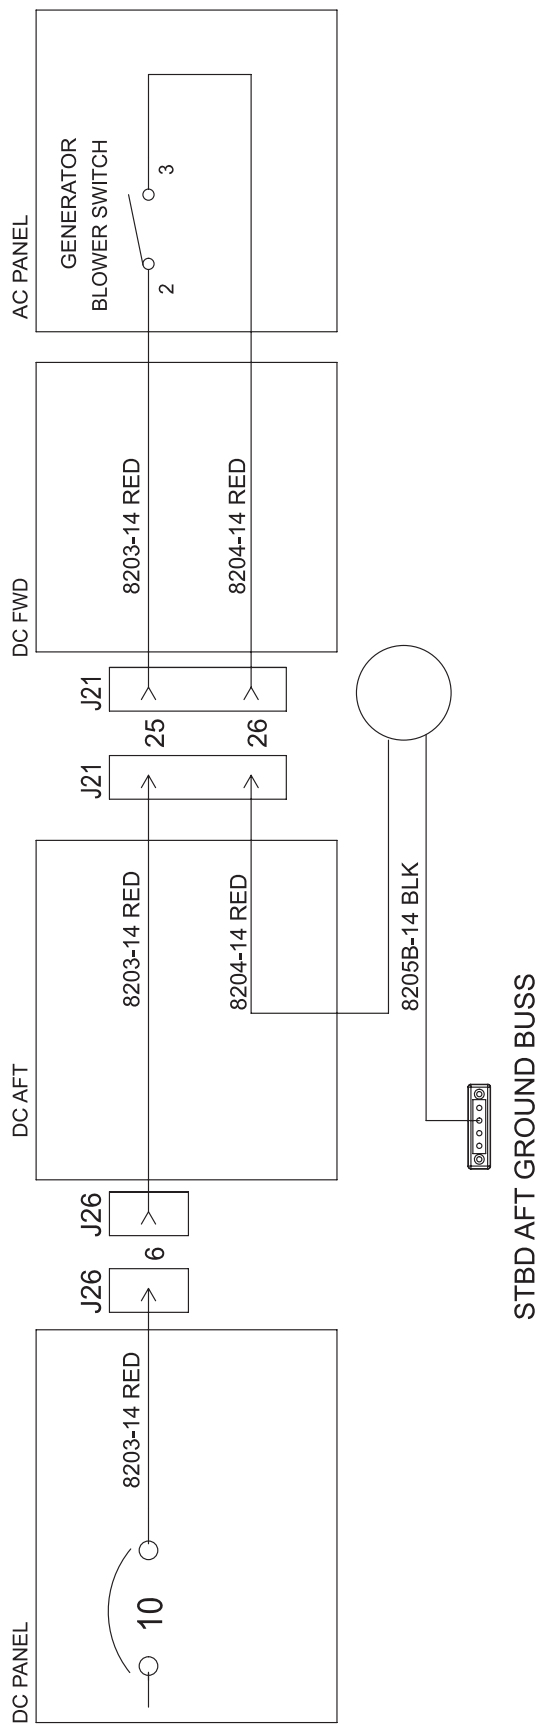 DC PANEL
10
8203-14 RED
J26
6
J26
DC AFT
8203-14 RED
8204-14 RED
J21
25
26
J21
DC FWD
8203-14 RED
8204-14 RED
AC PANEL
GENERATOR
BLOWER SWITCH
2
3
8205B-14 BLK
STBD AFT GROUND BUSS